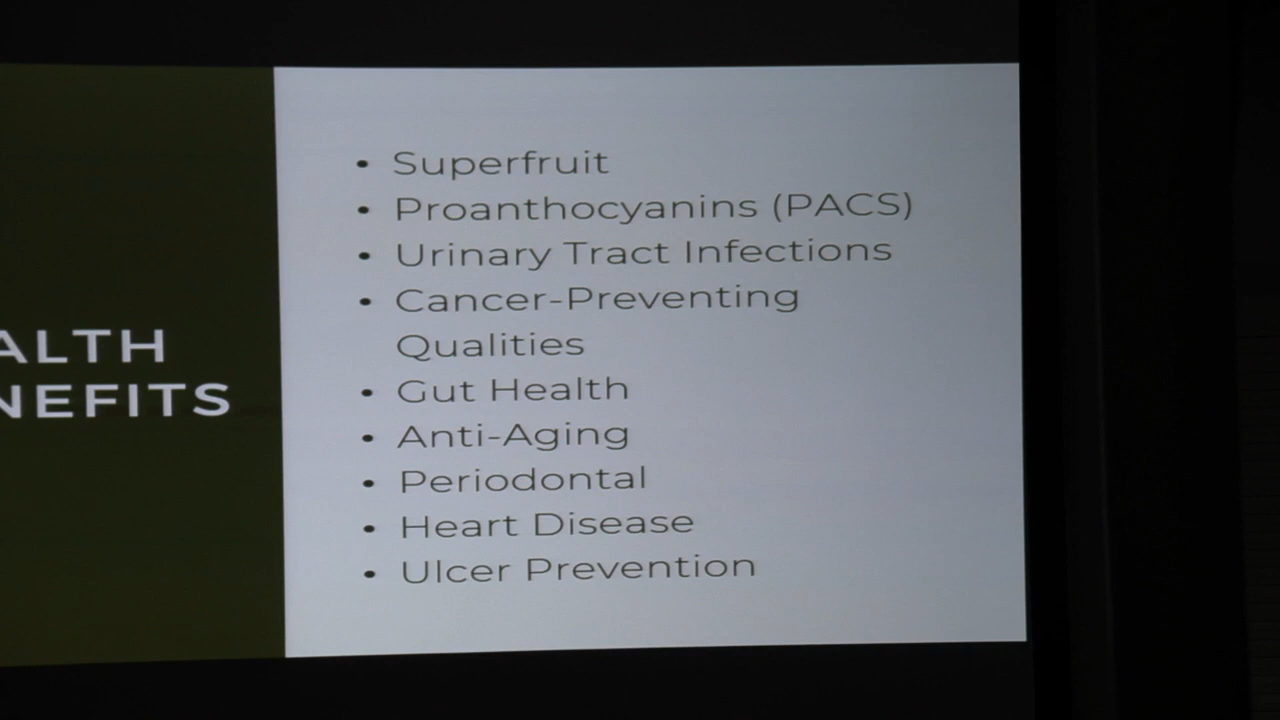 ALTH
NEFITS
• Superfruit
• Proanthocyanins (PACS)
• Urinary Tract Infections
• Cancer-Preventing
Qualities
• Gut Health
• Anti-Aging
• Periodontal
• Heart Disease
• Ulcer Prevention